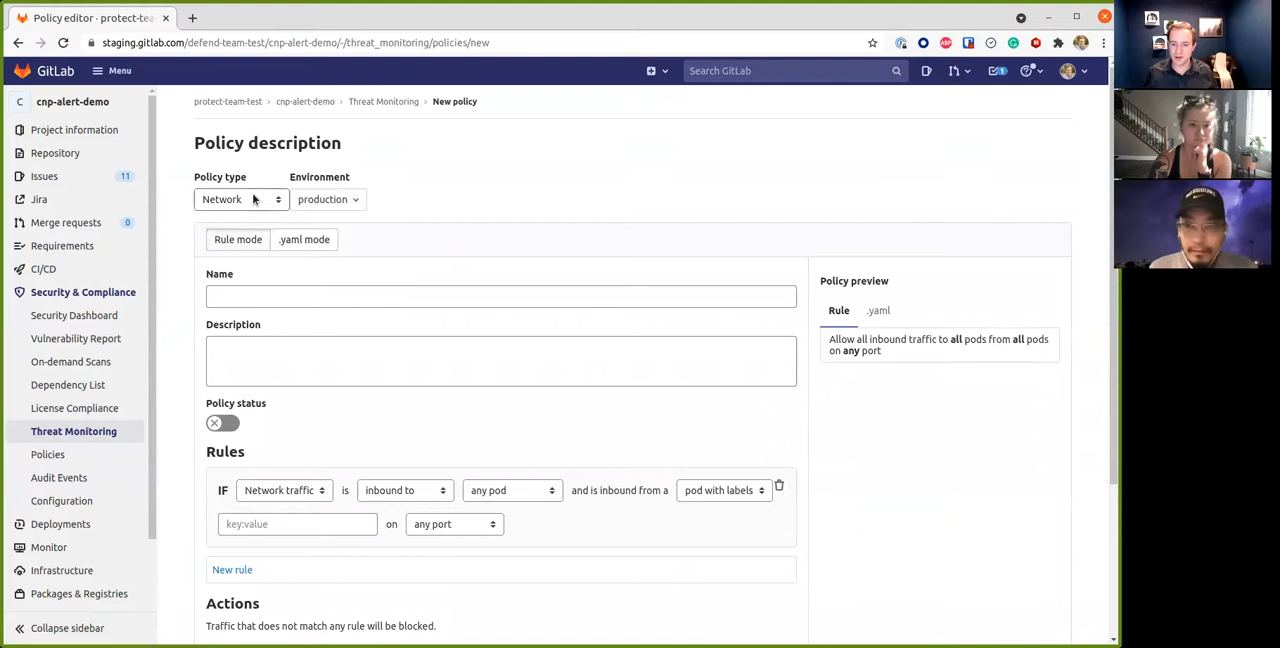 Policy editor · protect-tea
staging.gitlab.com/defend-team-test/cnp-alert-demo/-/threat_monitoring/policies/new
GitLab Menu Search GitLab 1
C cnp-alert-demo
Project information
Repository
Issues 11
Jira
Merge requests 0
Requirements
CI/CD
Security & Compliance
Security Dashboard
Vulnerability Report
On-demand Scans
Dependency List
License Compliance
Threat Monitoring
Policies
Audit Events
Configuration
Deployments
Monitor
Infrastructure
Packages & Registries
Collapse sidebar
protect-team-test > cnp-alert-demo > Threat Monitoring > New policy
Policy description
Policy type Environment
Network production
Rule mode .yaml mode
Name
Description
Policy status
Rules
IF Network traffic is inbound to any pod and is inbound from a pod with labels
key:value on any port
New rule
Actions
Traffic that does not match any rule will be blocked.
Policy preview
Rule .yaml
Allow all inbound traffic to all pods from all pods
on any port
MISSOURI